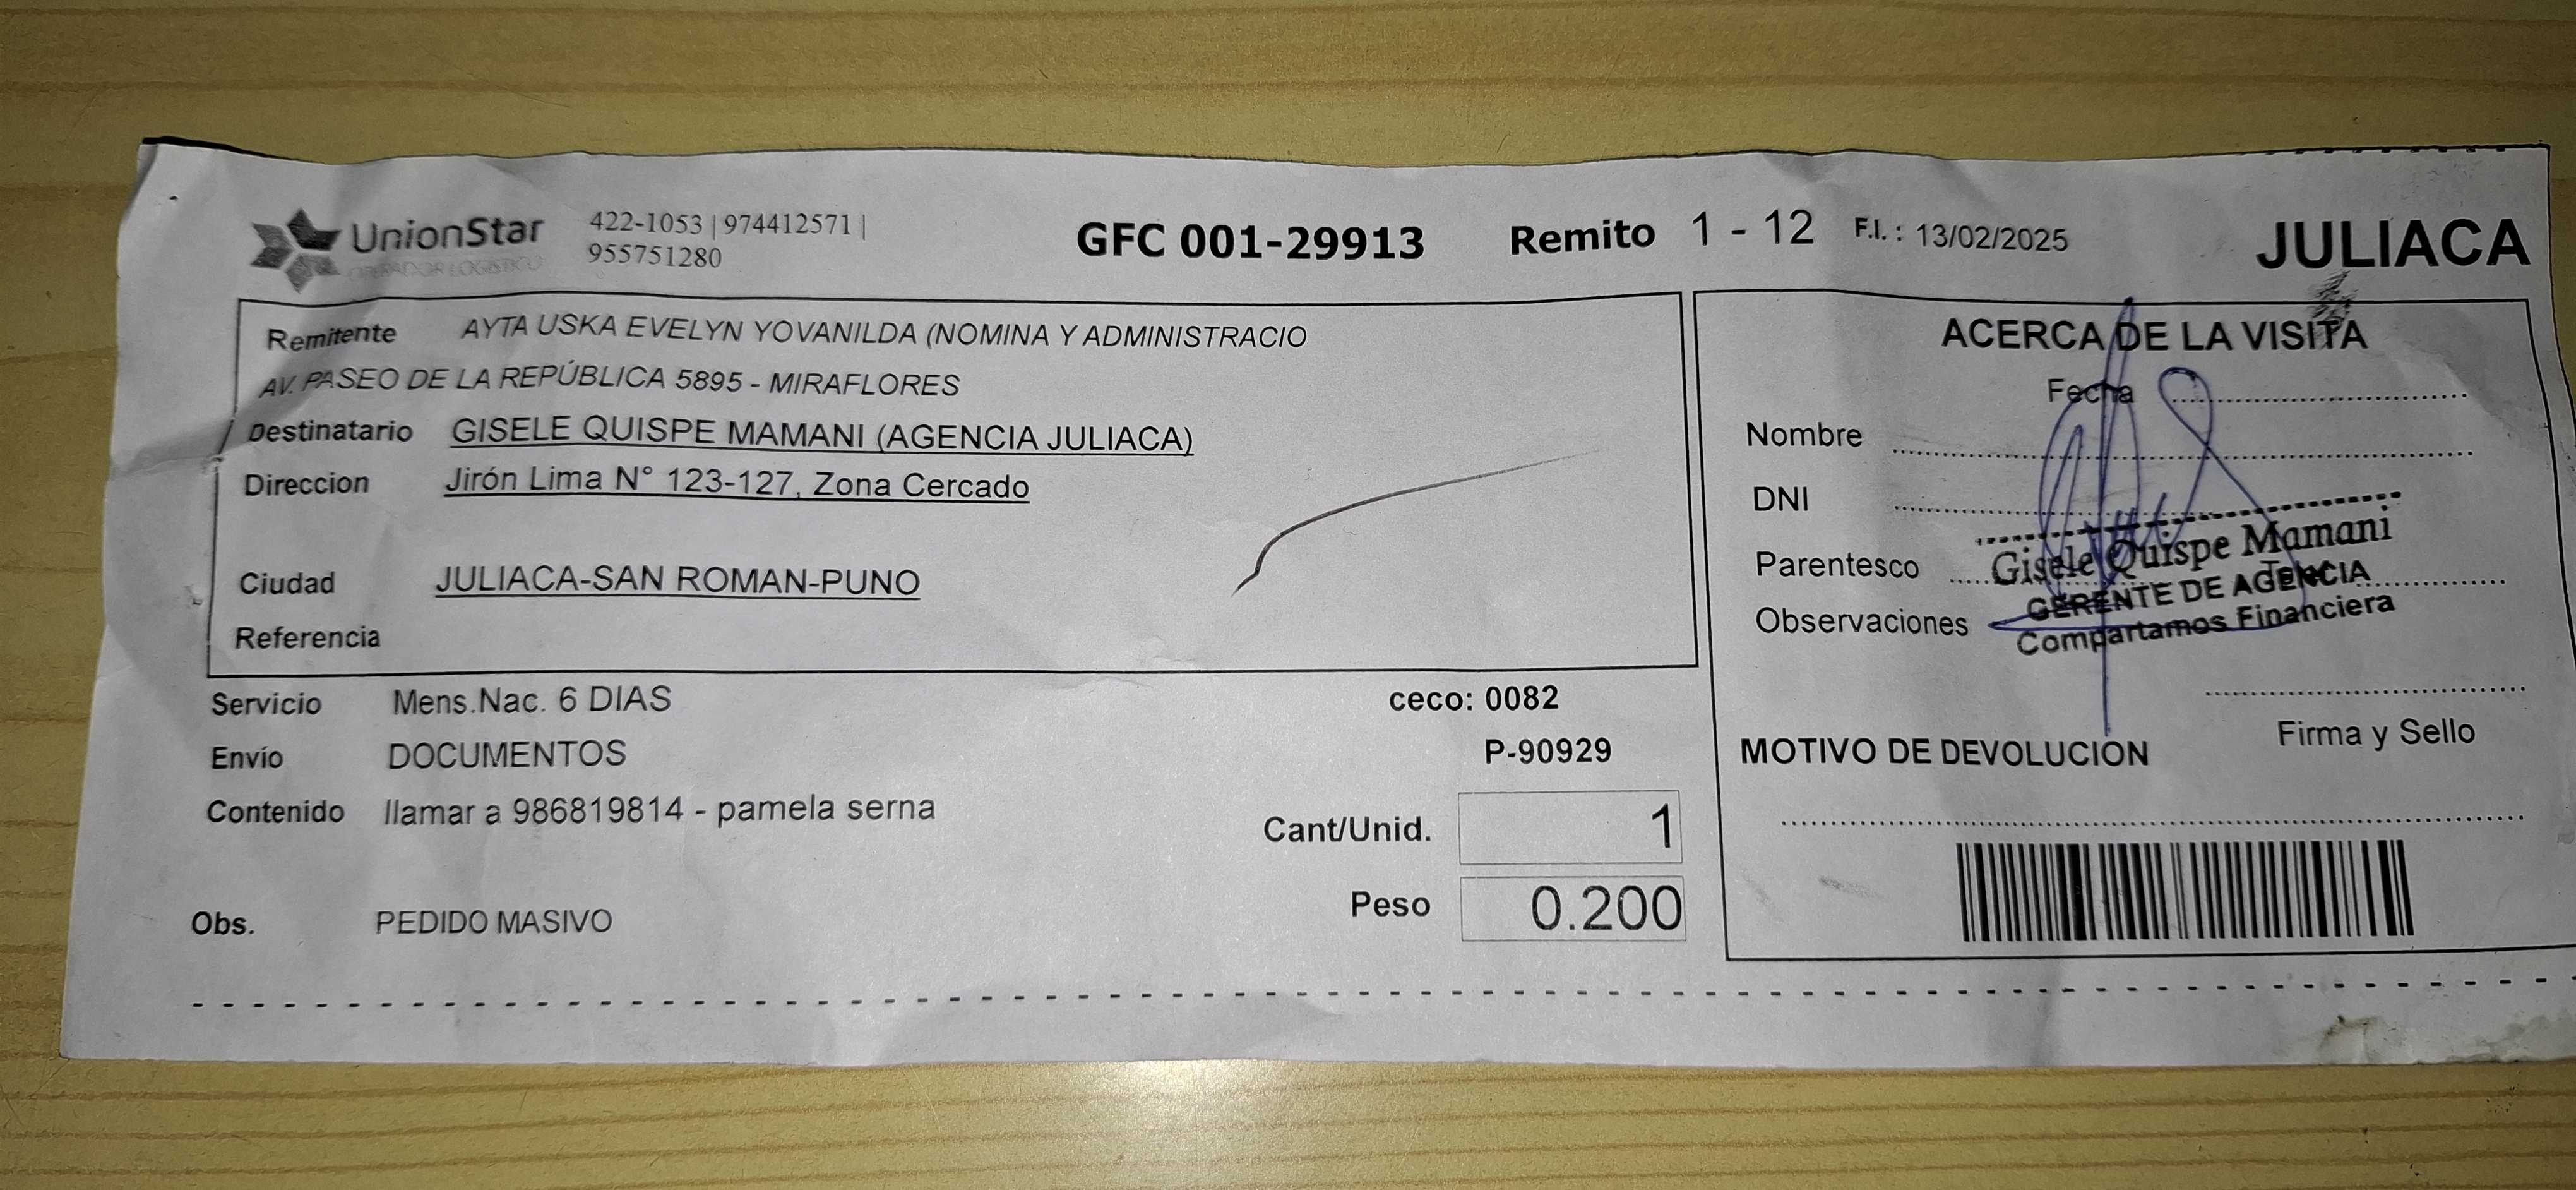 UnionStar
OPERADOR LOGISTICO
422-1053 | 974412571 |
955751280
GFC 001-29913
Remito 1 - 12
F.I. : 13/02/2025
JULIACA
Remitente AYTA USKA EVELYN YOVANILDA (NOMINA Y ADMINISTRACIO
AV. PASEO DE LA REPÚBLICA 5895 - MIRAFLORES
Destinatario GISELE QUISPE MAMANI (AGENCIA JULIACA)
Direccion Jirón Lima N° 123-127, Zona Cercado
Ciudad JULIACA-SAN ROMAN-PUNO
Referencia
Servicio Mens.Nac. 6 DIAS
ceco: 0082
Envío DOCUMENTOS
P-90929
Contenido llamar a 986819814 - pamela serna
Cant/Unid. 1
Peso 0.200
Obs. PEDIDO MASIVO
ACERCA DE LA VISITA
Fecha
Nombre
DNI
Parentesco
Observaciones
Gisele Quispe Mamani
GERENTE DE AGENCIA
Compartamos Financiera
Firma y Sello
MOTIVO DE DEVOLUCION